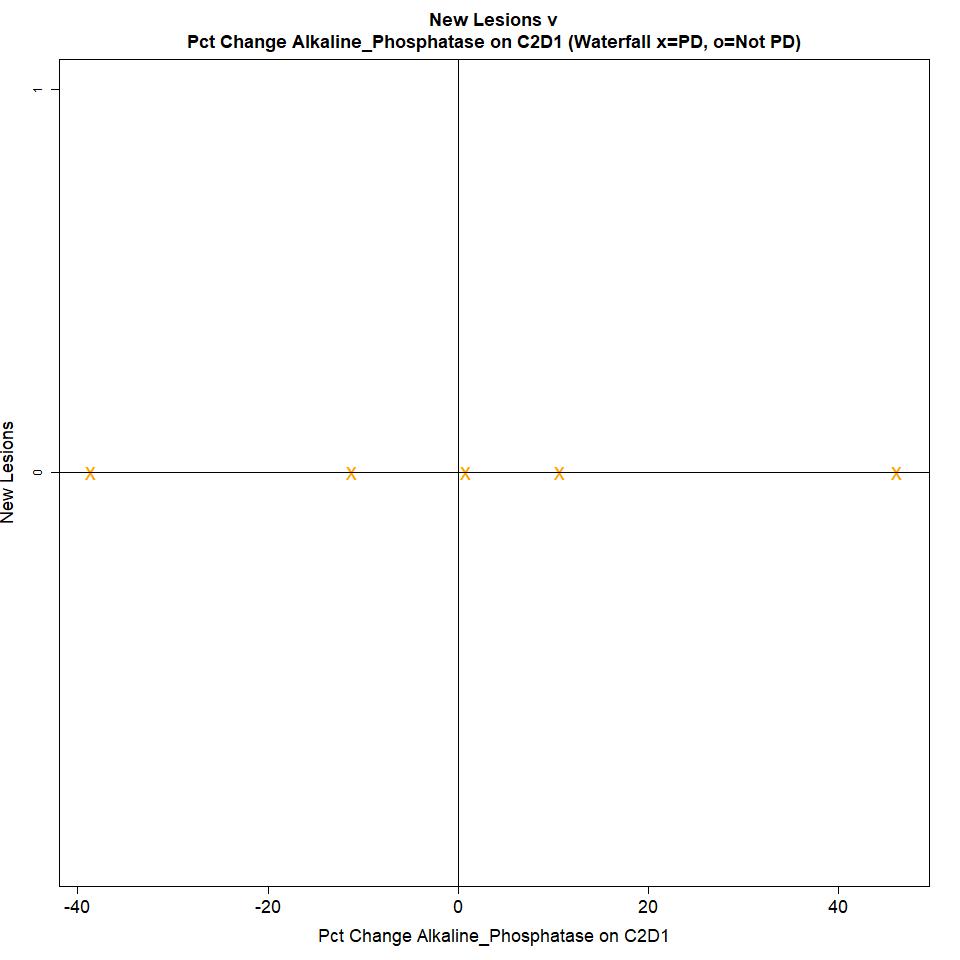 New Lesions v
Pct Change Alkaline_Phosphatase on C2D1 (Waterfall x=PD, o=Not PD)
1
0
New Lesions
X X X X X
-40 -20 0 20 40
Pct Change Alkaline_Phosphatase on C2D1